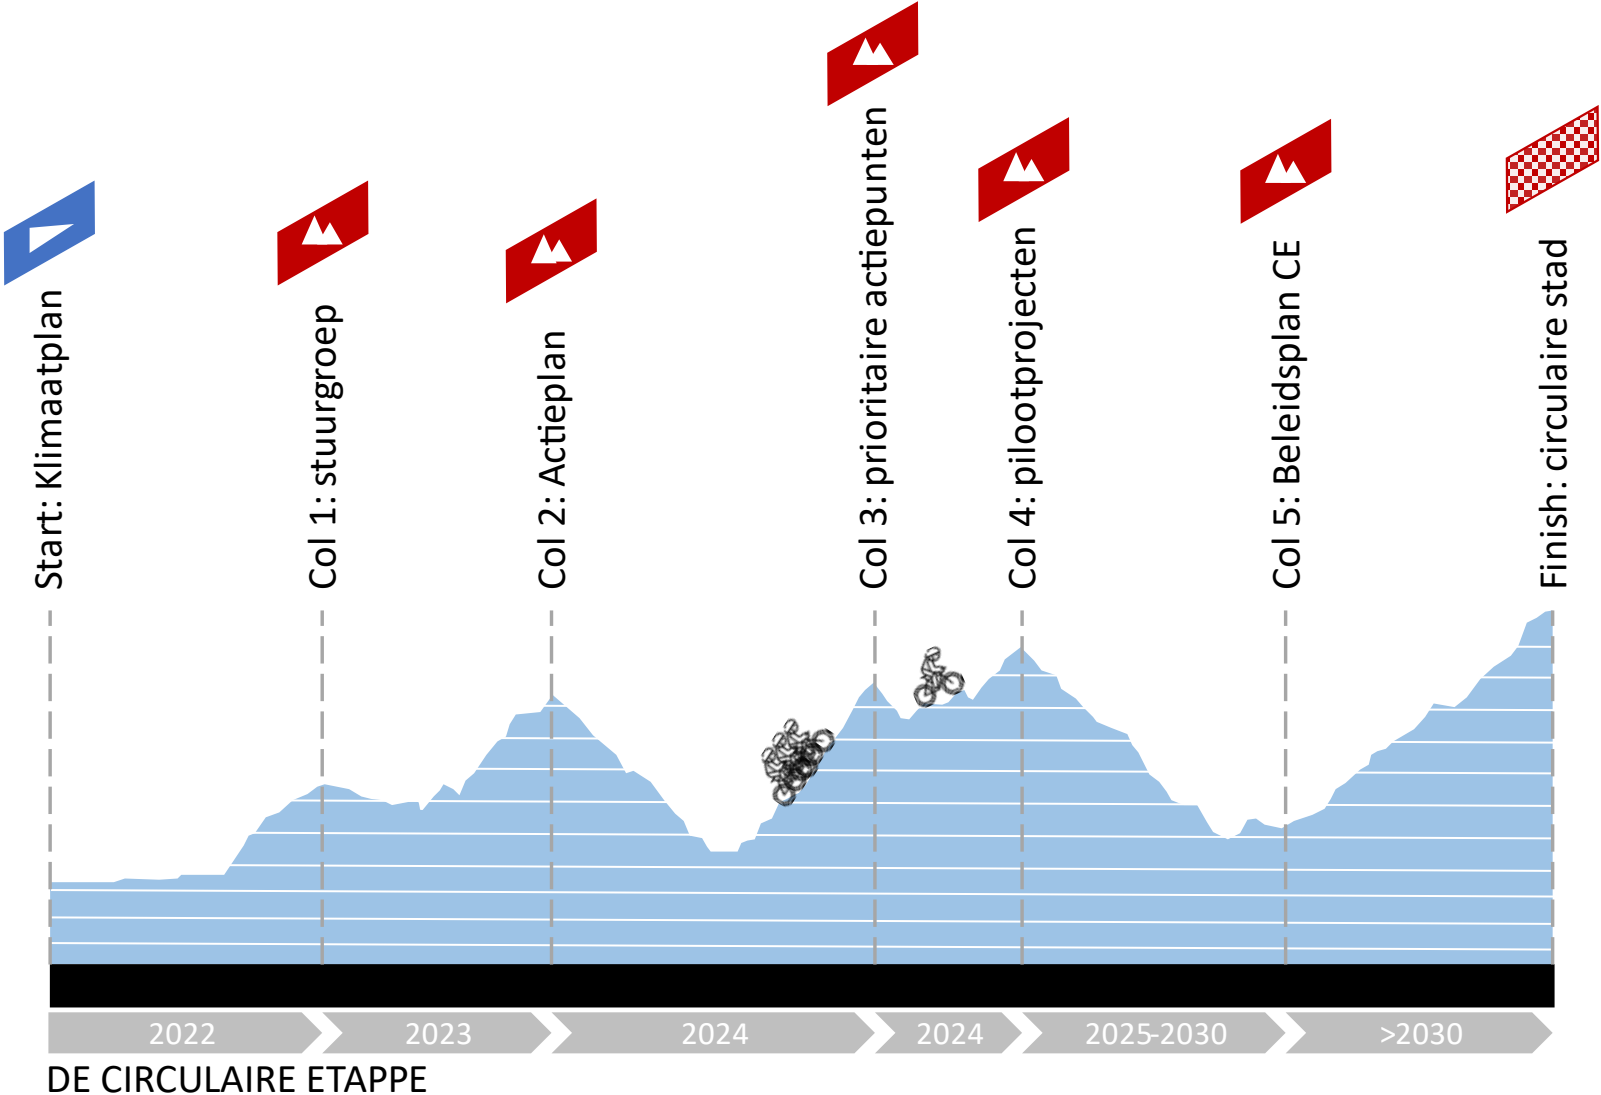 Start: Klimaatplan
Col 1: stuurgroep
Col 2: Actieplan
Col 3: prioritaire actiepunten
Col 4: pilootprojecten
Col 5: Beleidsplan CE
Finish: circulaire stad
2022
2023
2024
2024
2025-2030
>2030
DE CIRCULAIRE ETAPPE